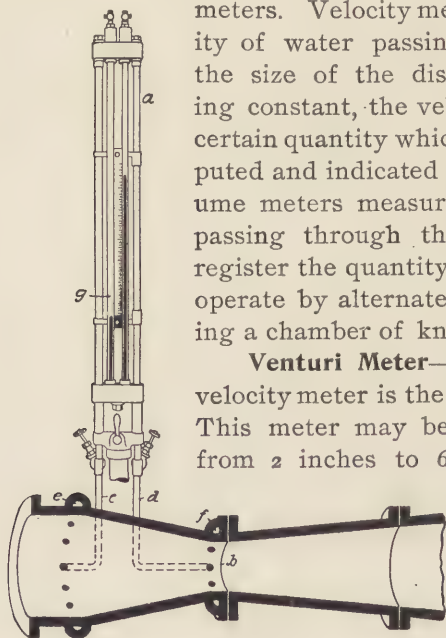 meters. Velocity me
ity of water passin
the size of the dis
ing constant, the ve
certain quantity whic
puted and indicated
ume meters measur
passing through th
register the quantity
operate by alternate
ing a chamber of kn
Venturi Meter—
velocity meter is the
This meter may be
from 2 inches to 6
a
g
e
c
d
f
b